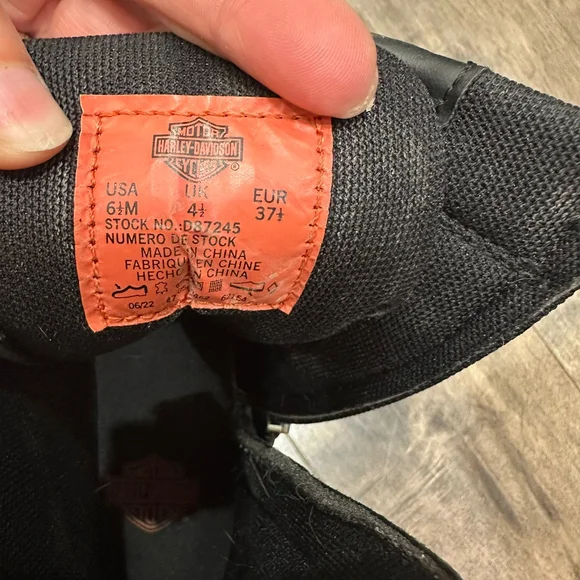 MOTOR
HARLEY-DAVIDSON
CYCLES
®
USA UK EUR
6½M 4½ 37½
STOCK NO.:D87245
NUMERO DE STOCK
MADE IN CHINA
FABRIQUE EN CHINE
HECHO EN CHINA
06/22 47